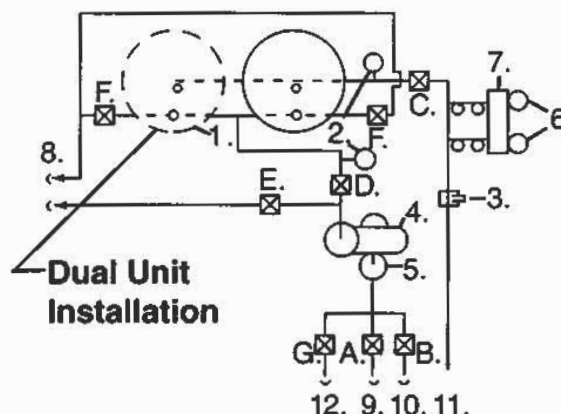 7.
F.
C.
1.
2.
F.
6.
8.
D.
3.
E.
4.
5.
Dual Unit
Installation
G.
A.
B.
12.
9.
10.
11.